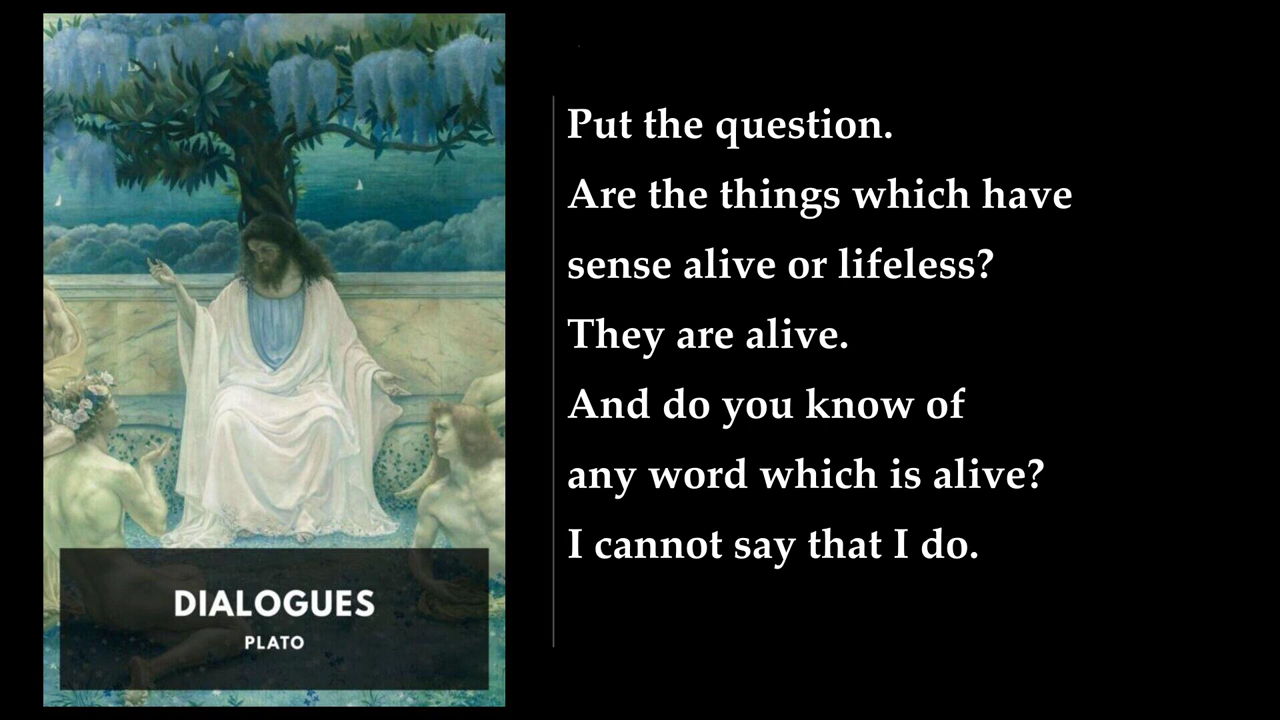 DIALOGUES
PLATO
Put the question.
Are the things which have
sense alive or lifeless?
They are alive.
And do you know of
any word which is alive?
I cannot say that I do.